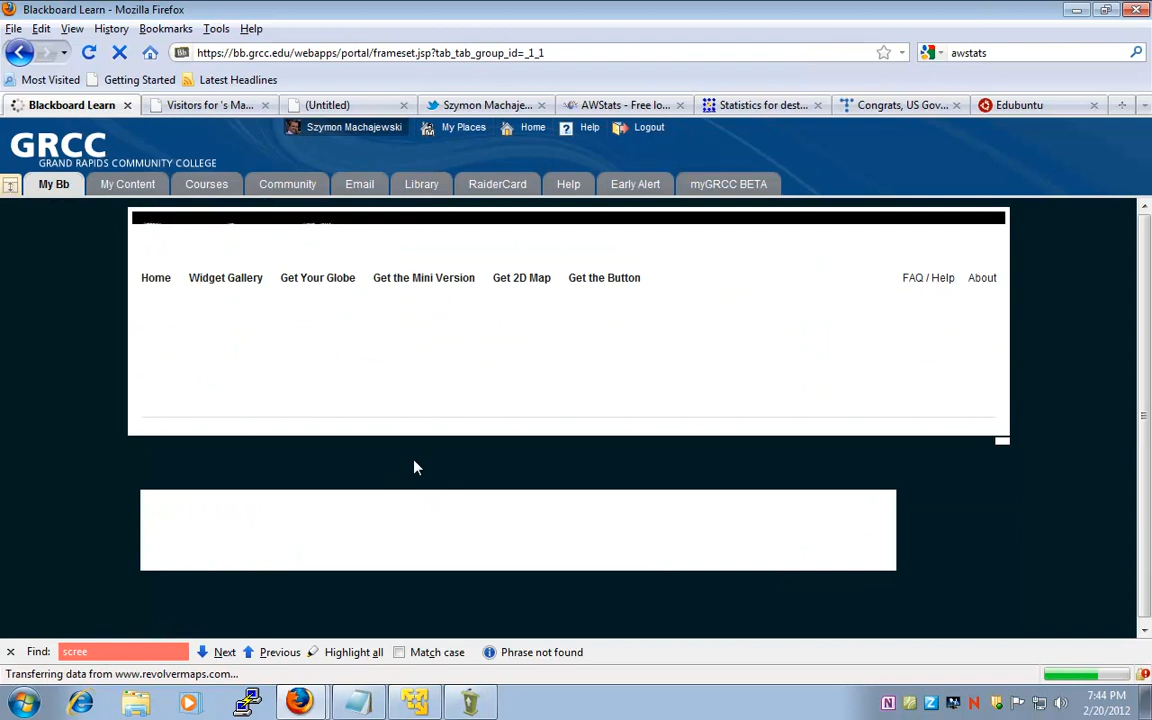 Blackboard Learn - Mozilla Firefox
File Edit View History Bookmarks Tools Help
https://bb.grcc.edu/webapps/portal/frameset.jsp?tab_tab_group_id=_1_1
awstats
Most Visited Getting Started Latest Headlines
Blackboard Learn Visitors for 's Ma... (Untitled) Szymon Machaje... AWStats - Free lo... Statistics for dest... Congrats, US Gov... Edubuntu
Szymon Machajewski My Places Home Help Logout
GRCC
GRAND RAPIDS COMMUNITY COLLEGE
My Bb My Content Courses Community Email Library RaiderCard Help Early Alert myGRCC BETA
Home Widget Gallery Get Your Globe Get the Mini Version Get 2D Map Get the Button FAQ / Help About
Find: scree Next Previous Highlight all Match case Phrase not found
Transferring data from www.revolvermaps.com...
7:44 PM
2/20/2012